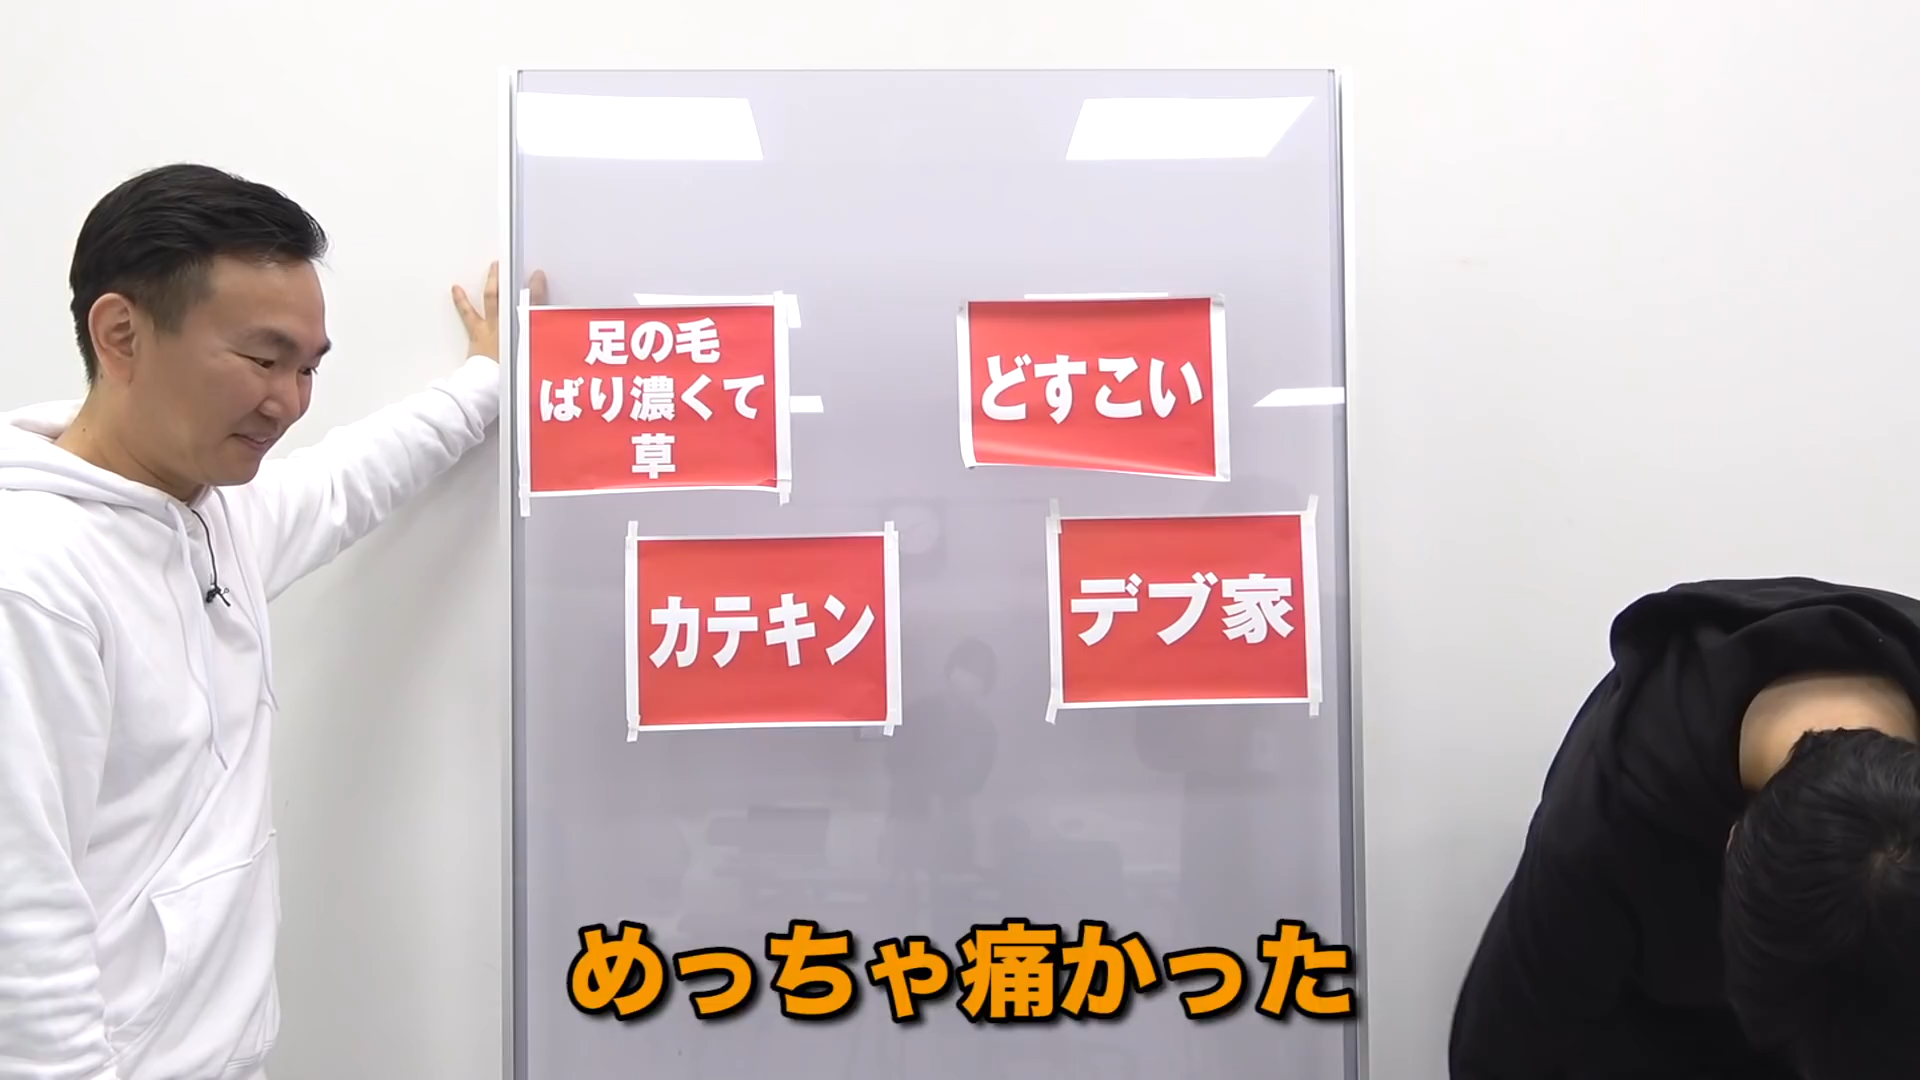 足の毛
ばり濃くて
草
どすこい
カテキン
デブ家
めっちゃ痛かった